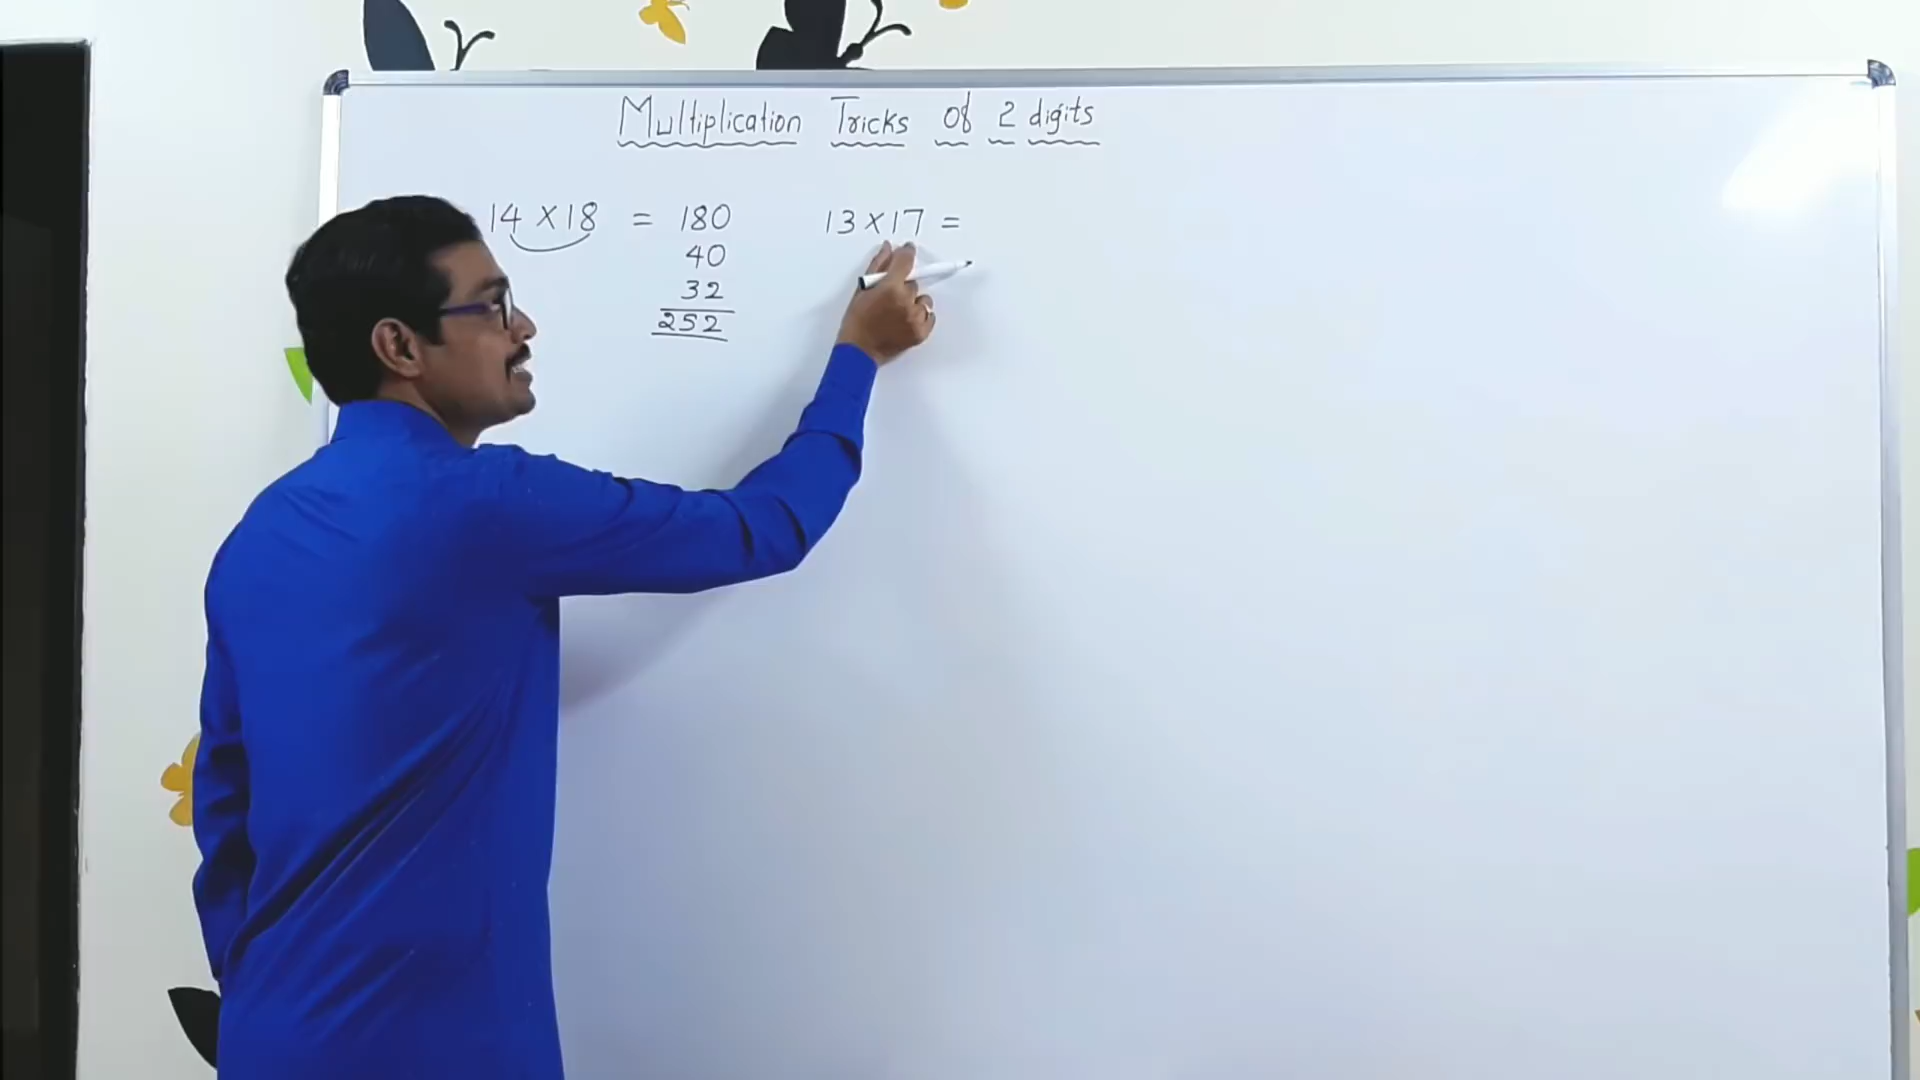 Multiplication Tricks of 2 digits
14 × 18 = 180
40
32
252
13 × 17 =